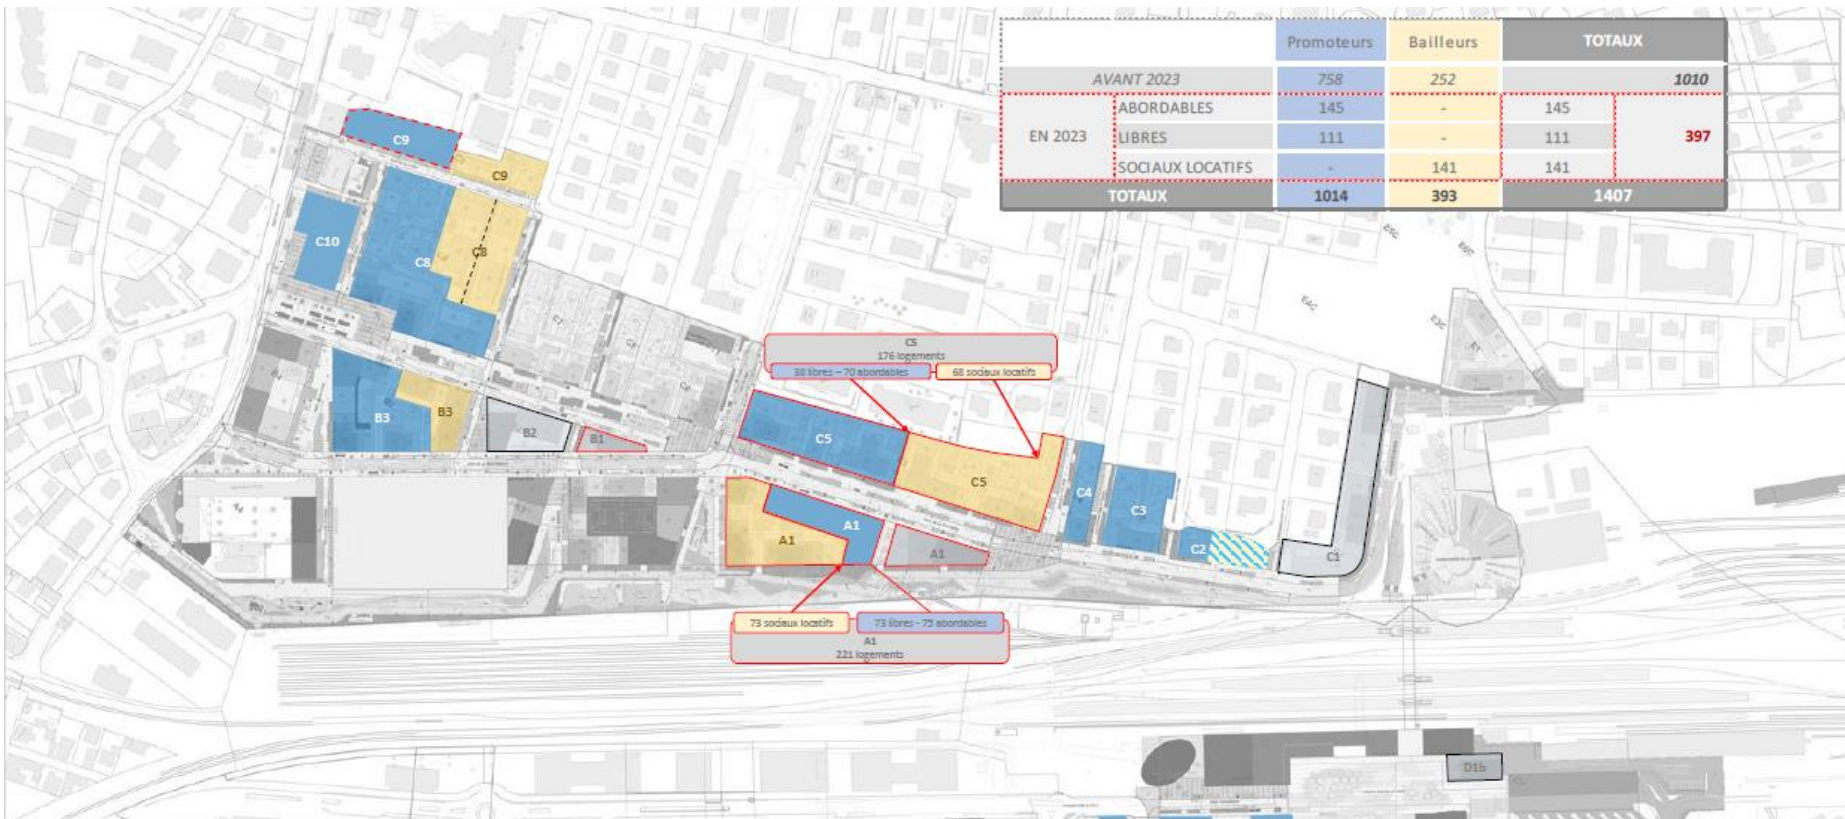 Promoteurs Bailleurs TOTAUX
AVANT 2023 758 252 1010
EN 2023 ABORDABLES 145 - 145 397
LIBRES 111 - 111
SOCIAUX LOCATIFS - 141 141
TOTAUX 1014 393 1407
C9
C9
C10
C8
C8
B3
B3
B2
B1
C5
176 logements
38 libres – 70 abordables
68 sociaux locatifs
C5
C5
C4
C3
C2
C1
A1
A1
A1
73 sociaux locatifs
73 libres - 75 abordables
A1
221 logements
D1b